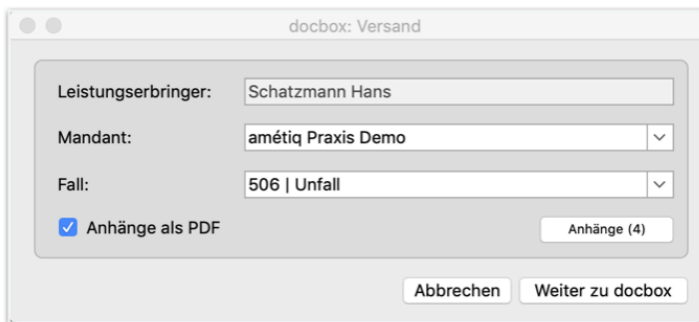 docbox: Versand
Leistungserbringer: Schatzmann Hans
Mandant: amétiq Praxis Demo
Fall: 506 | Unfall
Anhänge als PDF Anhänge (4)
Abbrechen Weiter zu docbox